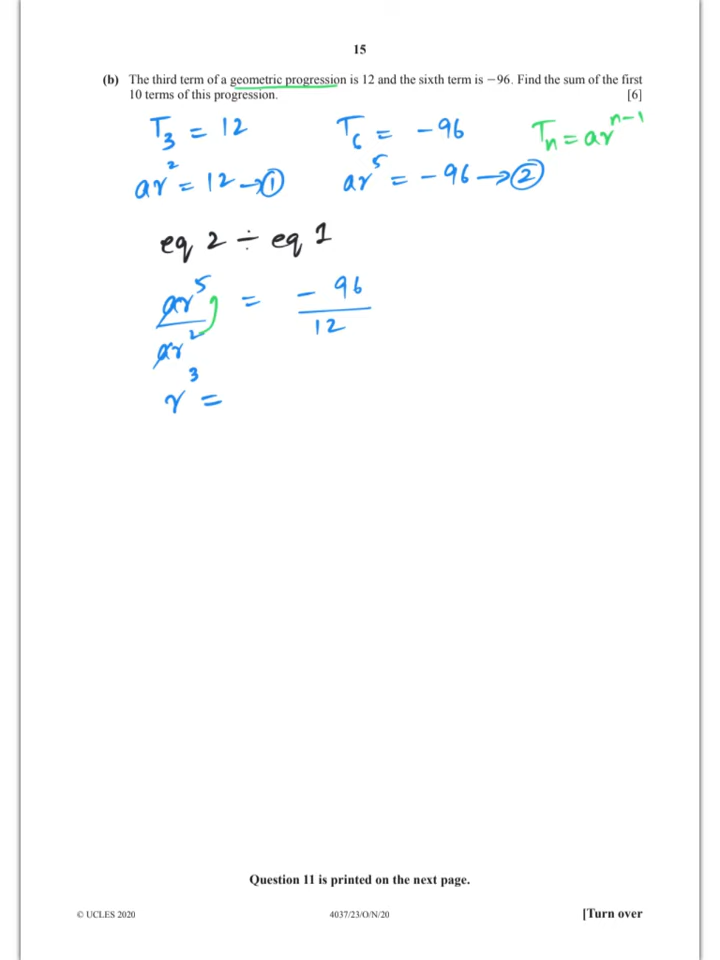 15
(b) The third term of a geometric progression is 12 and the sixth term is −96. Find the sum of the first
10 terms of this progression. [6]
T₃ = 12 T₆ = −96 Tₙ = arⁿ⁻¹
ar² = 12 → ① ar⁵ = −96 → ②
eq 2 ÷ eq 1
ar⁵ = − 96
ar² 12
r³ =
Question 11 is printed on the next page.
© UCLES 2020 4037/23/O/N/20 [Turn over